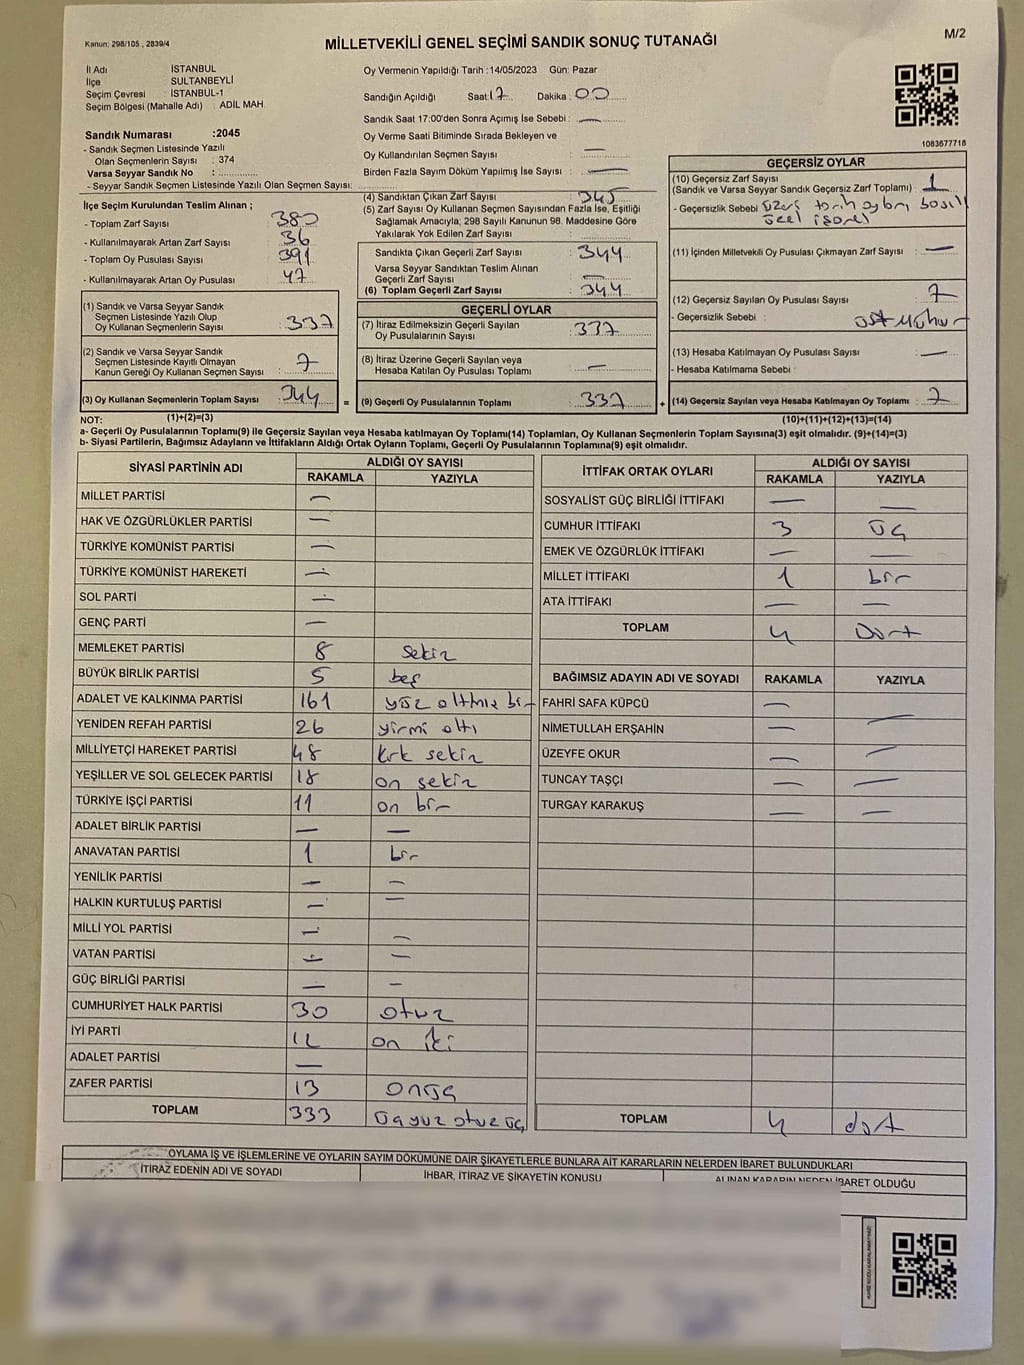 Kanun: 298/105 , 2839/4
MİLLETVEKİLİ GENEL SEÇİMİ SANDIK SONUÇ TUTANAĞI
M/2
İl Adı İSTANBUL
İlçe SULTANBEYLİ
Seçim Çevresi İSTANBUL-1
Seçim Bölgesi (Mahalle Adı) : ADİL MAH.
Sandık Numarası :2045
- Sandık Seçmen Listesinde Yazılı
Olan Seçmenlerin Sayısı : 374
Varsa Seyyar Sandık No :
- Seyyar Sandık Seçmen Listesinde Yazılı Olan Seçmen Sayısı:
Oy Vermenin Yapıldığı Tarih :14/05/2023 Gün: Pazar
Sandığın Açıldığı Saat 17 Dakika : 00
Sandık Saat 17:00'den Sonra Açımış İse Sebebi : —
Oy Verme Saati Bitiminde Sırada Bekleyen ve
Oy Kullandırılan Seçmen Sayısı : —
Birden Fazla Sayım Döküm Yapılmış İse Sayısı : —
1083677718
İlçe Seçim Kurulundan Teslim Alınan ;
- Toplam Zarf Sayısı : 380
- Kullanılmayarak Artan Zarf Sayısı : 36
- Toplam Oy Pusulası Sayısı : 391
- Kullanılmayarak Artan Oy Pusulası : 47
(1) Sandık ve Varsa Seyyar Sandık
Seçmen Listesinde Yazılı Olup
Oy Kullanan Seçmenlerin Sayısı : 337
(2) Sandık ve Varsa Seyyar Sandık
Seçmen Listesinde Kayıtlı Olmayan
Kanun Gereği Oy Kullanan Seçmen Sayısı : 7
(3) Oy Kullanan Seçmenlerin Toplam Sayısı : 344 =
(4) Sandıktan Çıkan Zarf Sayısı : 345
(5) Zarf Sayısı Oy Kullanan Seçmen Sayısından Fazla İse, Eşitliği
Sağlamak Amacıyla; 298 Sayılı Kanunun 98. Maddesine Göre
Yakılarak Yok Edilen Zarf Sayısı :
Sandıkta Çıkan Geçerli Zarf Sayısı : 344
Varsa Seyyar Sandıktan Teslim Alınan
Geçerli Zarf Sayısı : —
(6) Toplam Geçerli Zarf Sayısı : 344
GEÇERLİ OYLAR
(7) İtiraz Edilmeksizin Geçerli Sayılan
Oy Pusulalarının Sayısı : 337
(8) İtiraz Üzerine Geçerli Sayılan veya
Hesaba Katılan Oy Pusulası Toplamı : —
(9) Geçerli Oy Pusulalarının Toplamı : 337 +
GEÇERSİZ OYLAR
(10) Geçersiz Zarf Sayısı
(Sandık ve Varsa Seyyar Sandık Geçersiz Zarf Toplamı) : 1
- Geçersizlik Sebebi :
(11) İçinden Milletvekili Oy Pusulası Çıkmayan Zarf Sayısı : —
(12) Geçersiz Sayılan Oy Pusulası Sayısı : 7
- Geçersizlik Sebebi :
(13) Hesaba Katılmayan Oy Pusulası Sayısı : —
- Hesaba Katılmama Sebebi :
(14) Geçersiz Sayılan veya Hesaba Katılmayan Oy Toplamı : 7
NOT: (1)+(2)=(3) (10)+(11)+(12)+(13)=(14)
a- Geçerli Oy Pusulalarının Toplamı(9) ile Geçersiz Sayılan veya Hesaba katılmayan Oy Toplamı(14) Toplamları, Oy Kullanan Seçmenlerin Toplam Sayısına(3) eşit olmalıdır. (9)+(14)=(3)
b- Siyasi Partilerin, Bağımsız Adayların ve İttifakların Aldığı Ortak Oyların Toplamı, Geçerli Oy Pusulalarının Toplamına(9) eşit olmalıdır.
SİYASİ PARTİNİN ADI ALDIĞI OY SAYISI
RAKAMLA YAZIYLA
MİLLET PARTİSİ —
HAK VE ÖZGÜRLÜKLER PARTİSİ —
TÜRKİYE KOMÜNİST PARTİSİ —
TÜRKİYE KOMÜNİST HAREKETİ —
SOL PARTİ —
GENÇ PARTİ —
MEMLEKET PARTİSİ 8 sekiz
BÜYÜK BİRLİK PARTİSİ 5 beş
ADALET VE KALKINMA PARTİSİ 161 yüz altmış bir
YENİDEN REFAH PARTİSİ 26 yirmi altı
MİLLİYETÇİ HAREKET PARTİSİ 48 kırk sekiz
YEŞİLLER VE SOL GELECEK PARTİSİ 18 on sekiz
TÜRKİYE İŞÇİ PARTİSİ 11 on bir
ADALET BİRLİK PARTİSİ — —
ANAVATAN PARTİSİ 1 bir
YENİLİK PARTİSİ — —
HALKIN KURTULUŞ PARTİSİ — —
MİLLİ YOL PARTİSİ — —
VATAN PARTİSİ — —
GÜÇ BİRLİĞİ PARTİSİ — —
CUMHURİYET HALK PARTİSİ 30 otuz
İYİ PARTİ 12 on iki
ADALET PARTİSİ —
ZAFER PARTİSİ 13 onüç
TOPLAM 333 üçyüz otuz üç
İTTİFAK ORTAK OYLARI ALDIĞI OY SAYISI
RAKAMLA YAZIYLA
SOSYALİST GÜÇ BİRLİĞİ İTTİFAKI — —
CUMHUR İTTİFAKI 3 üç
EMEK VE ÖZGÜRLÜK İTTİFAKI — —
MİLLET İTTİFAKI 1 bir
ATA İTTİFAKI — —
TOPLAM 4 Dört
BAĞIMSIZ ADAYIN ADI VE SOYADI RAKAMLA YAZIYLA
FAHRİ SAFA KÜPCÜ — —
NİMETULLAH ERŞAHİN —
ÜZEYFE OKUR — —
TUNCAY TAŞÇI — —
TURGAY KARAKUŞ — —
TOPLAM 4 dört
OYLAMA İŞ VE İŞLEMLERİNE VE OYLARIN SAYIM DÖKÜMÜNE DAİR ŞİKAYETLERLE BUNLARA AİT KARARLARIN NELERDEN İBARET BULUNDUKLARI
İTİRAZ EDENİN ADI VE SOYADI İHBAR, İTİRAZ VE ŞİKAYETİN KONUSU ALINAN KARARIN NEDEN İBARET OLDUĞU